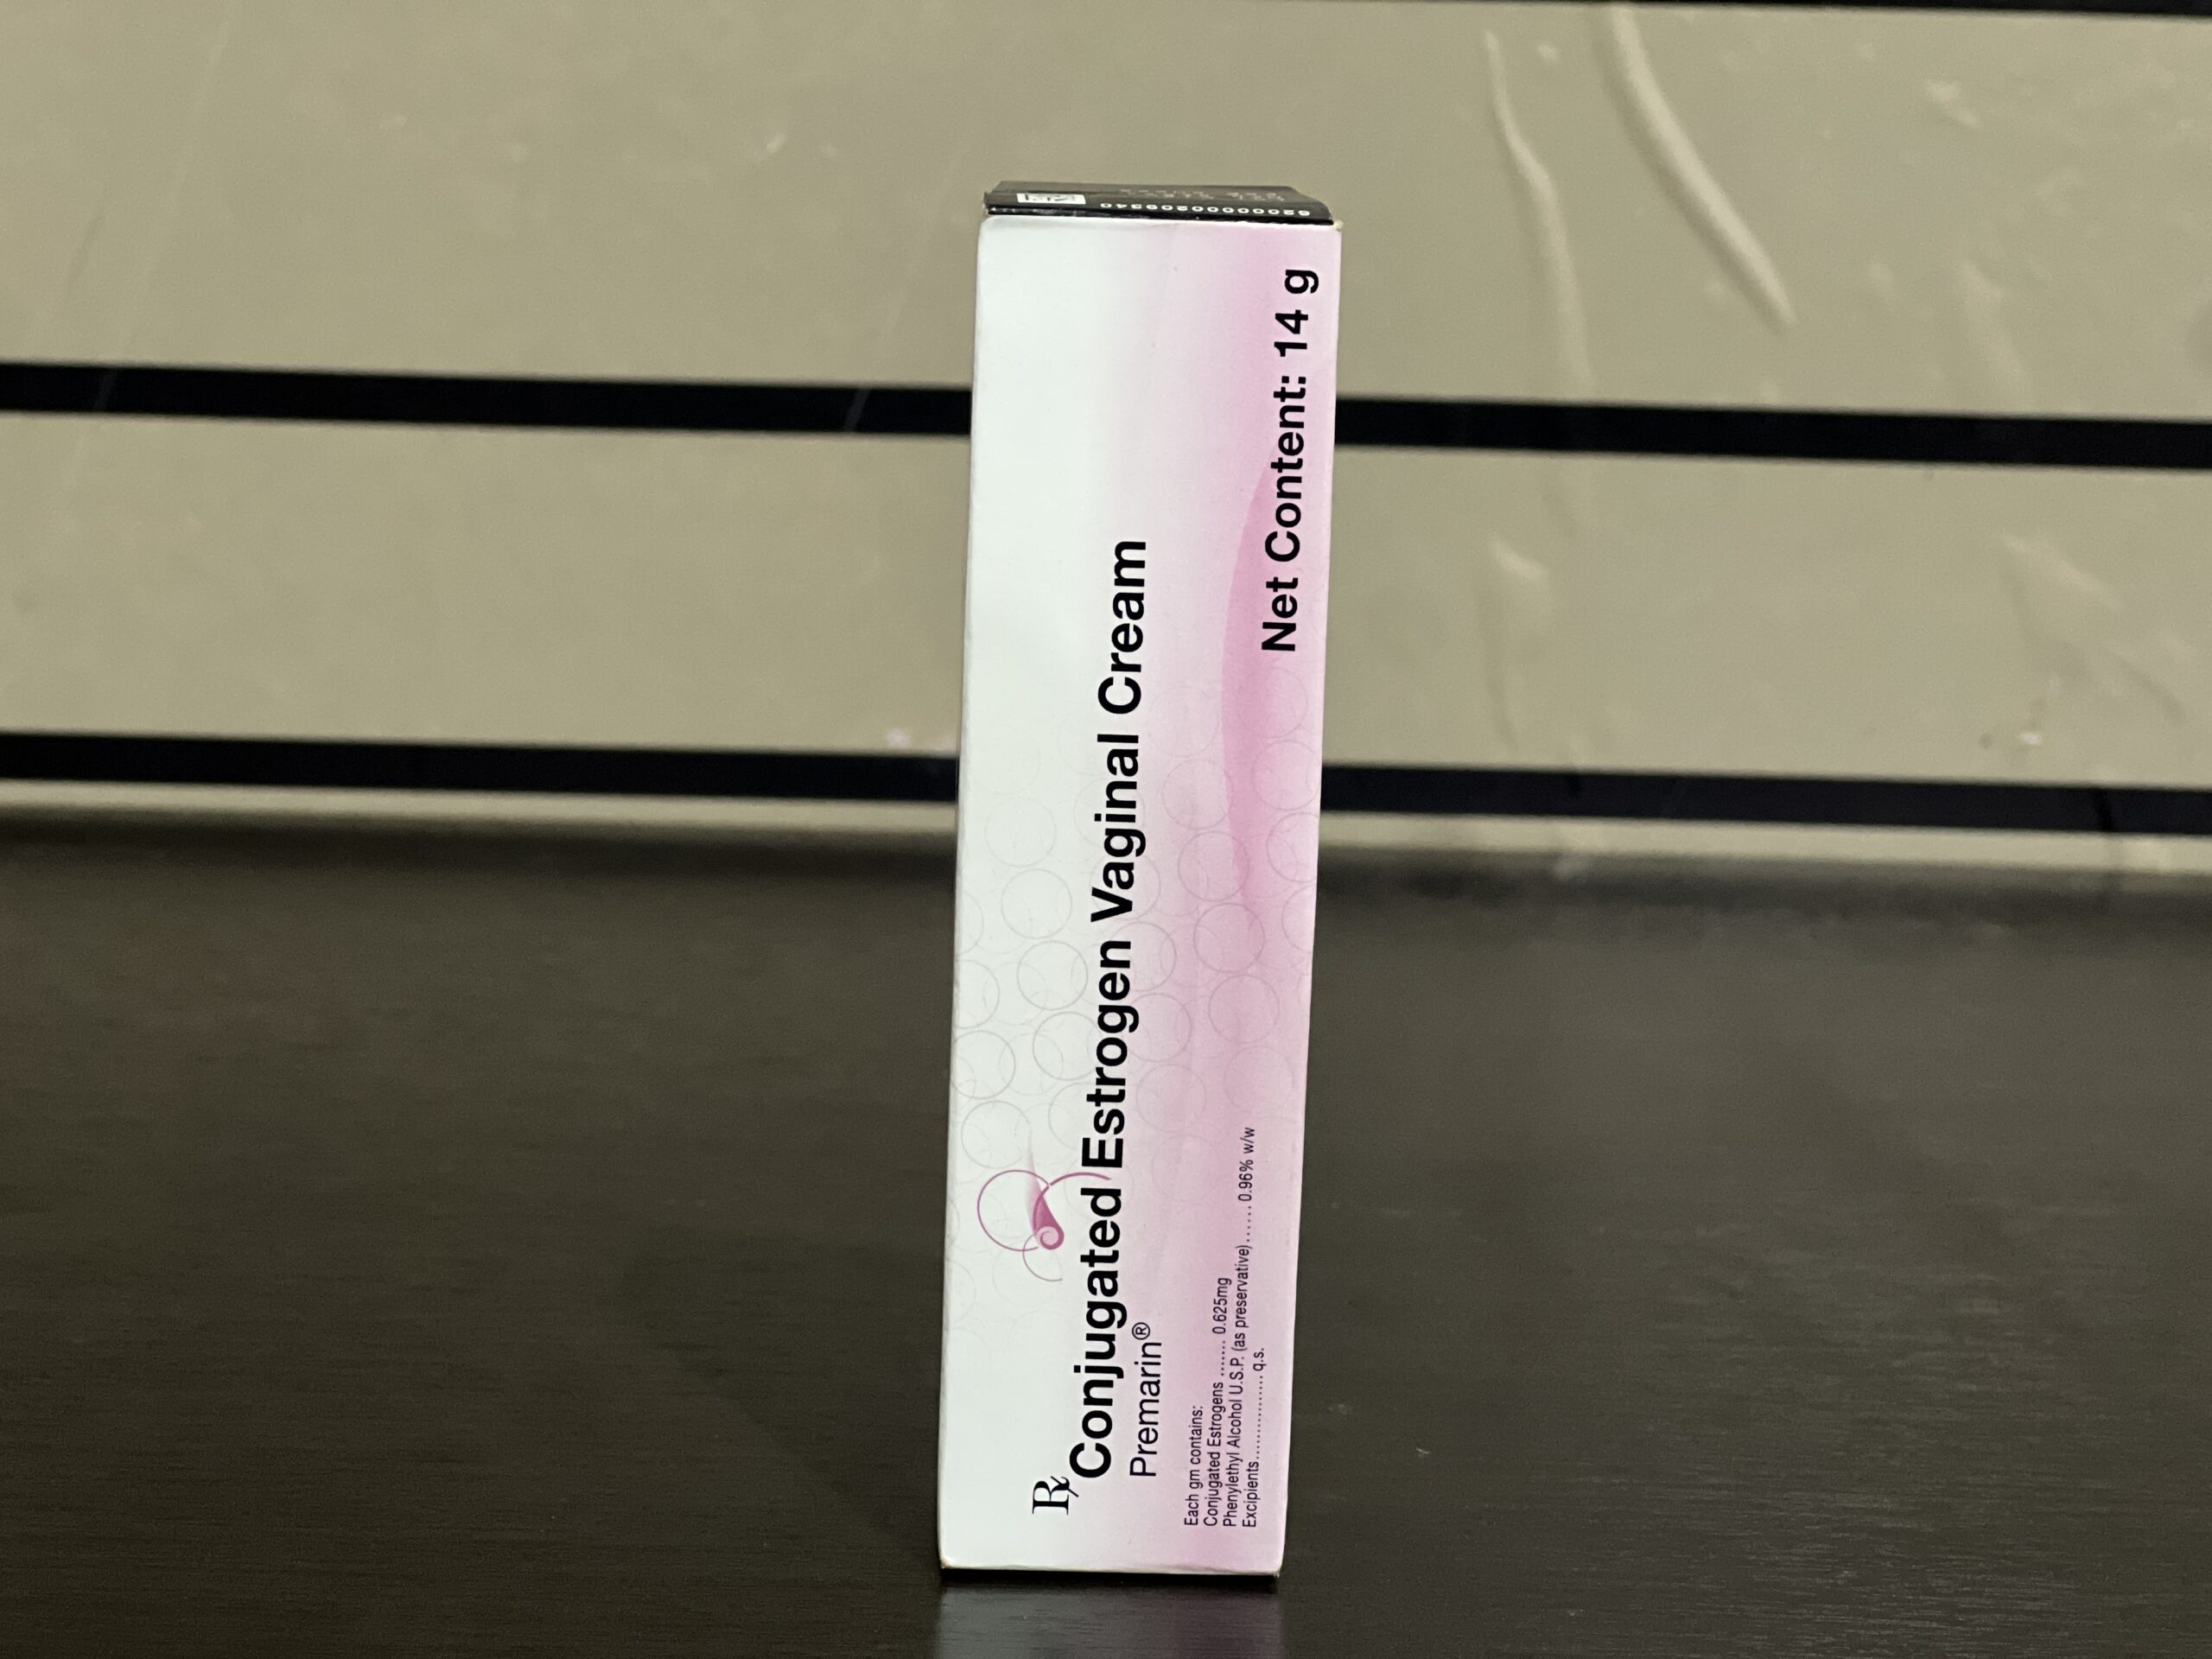 Rx
Conjugated Estrogen Vaginal Cream
Premarin®
Each gm contains:
Conjugated Estrogens ....... 0.625mg
Phenylethyl Alcohol U.S.P. (as preservative)...... 0.96% w/w
Excipients................. q.s.
Net Content: 14 g